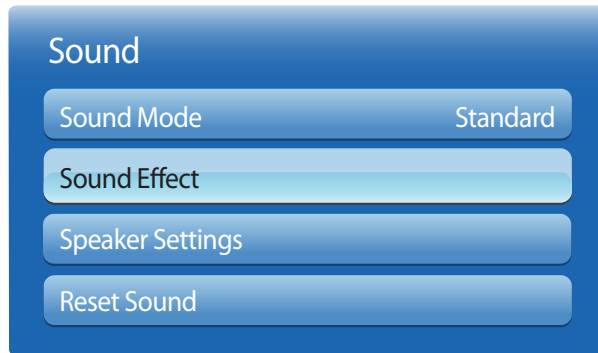 Sound
Sound Mode Standard
Sound Effect
Speaker Settings
Reset Sound